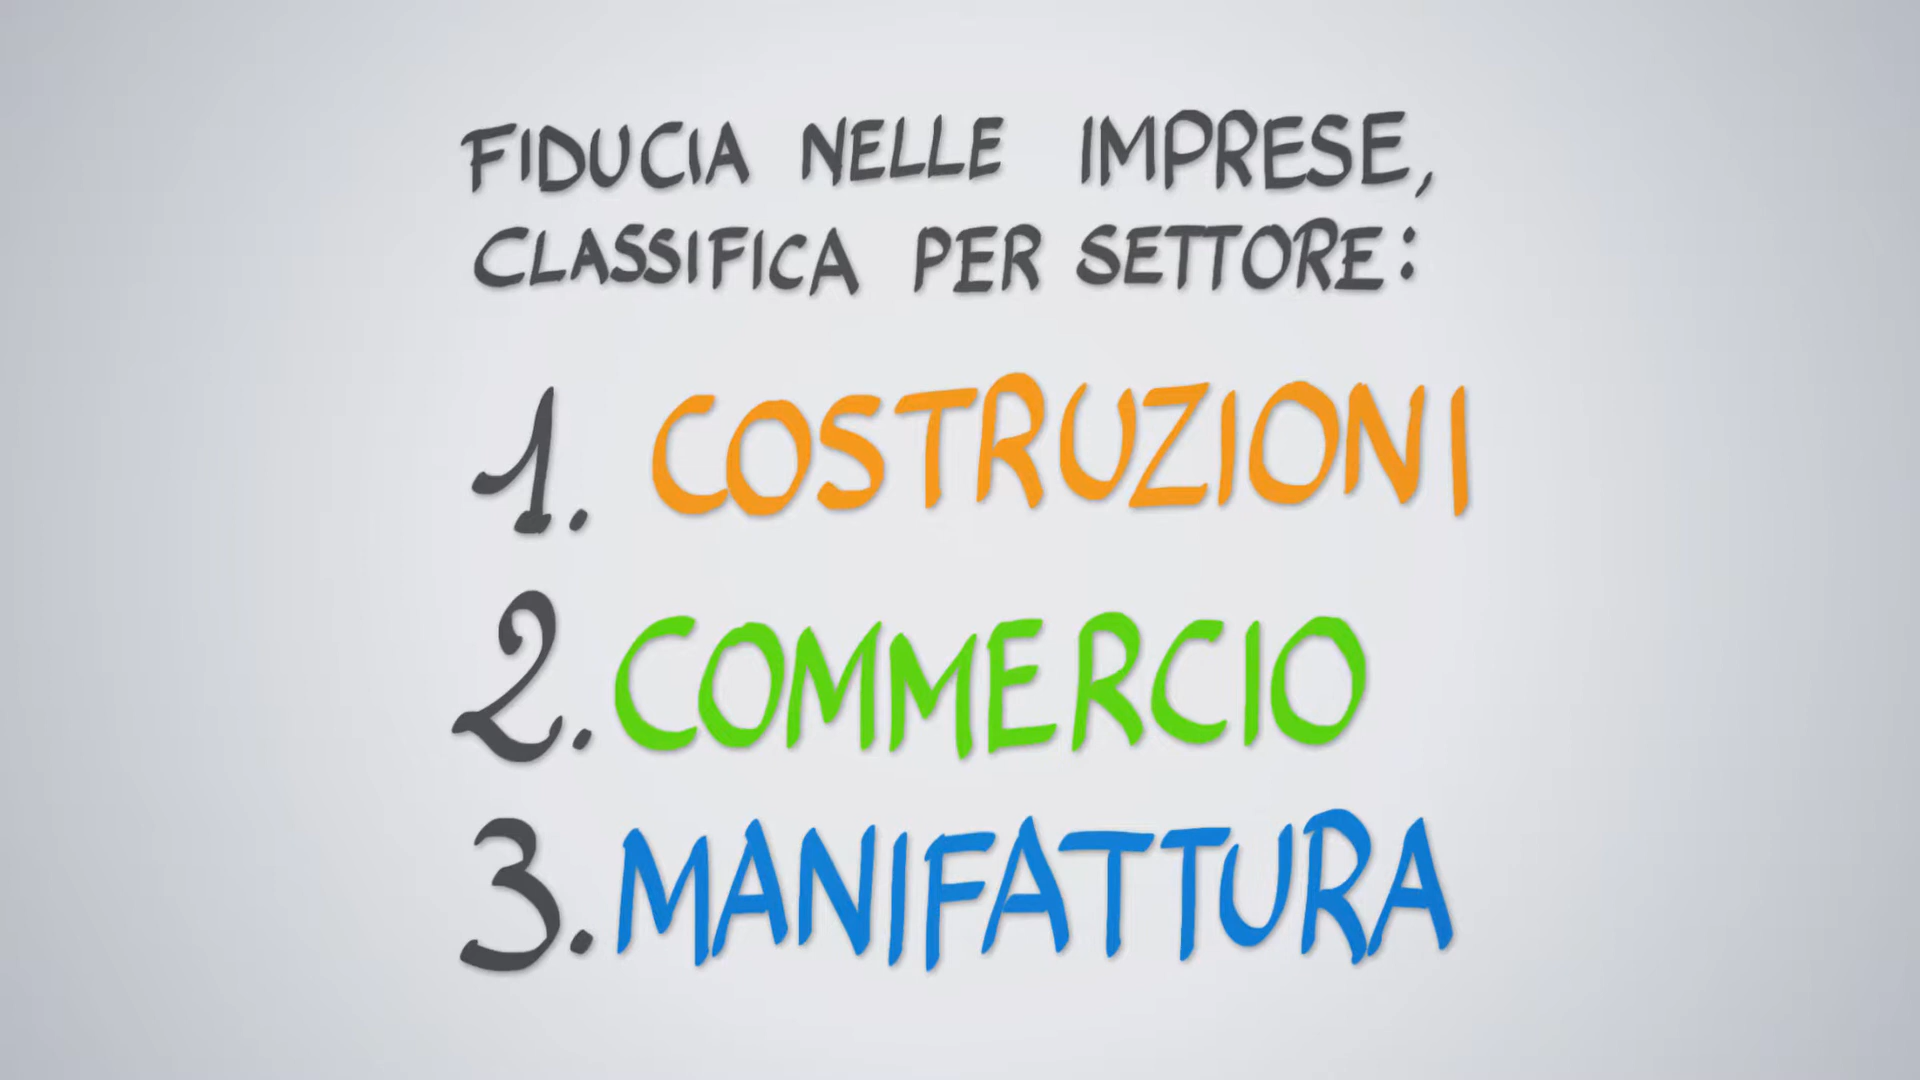 FIDUCIA NELLE IMPRESE,
CLASSIFICA PER SETTORE:
1. COSTRUZIONI
2. COMMERCIO
3. MANIFATTURA